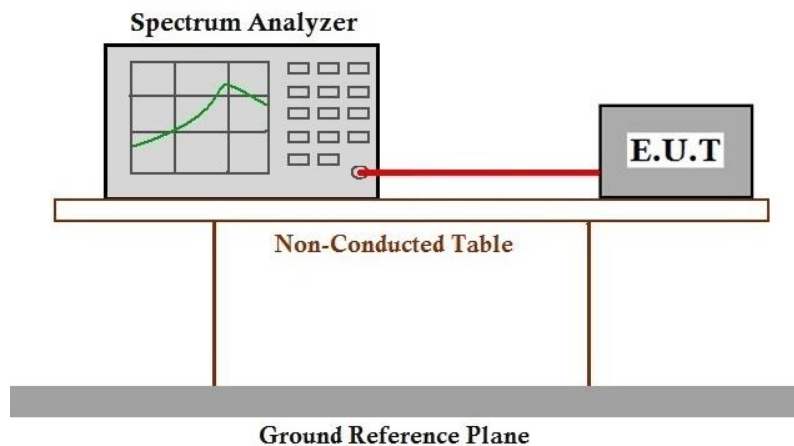 Spectrum Analyzer
E.U.T
Non-Conducted Table
Ground Reference Plane